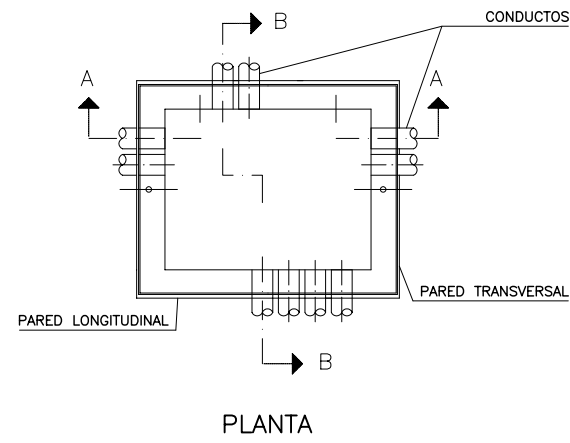 CONDUCTOS
B
A
A
PARED TRANSVERSAL
PARED LONGITUDINAL
B
PLANTA